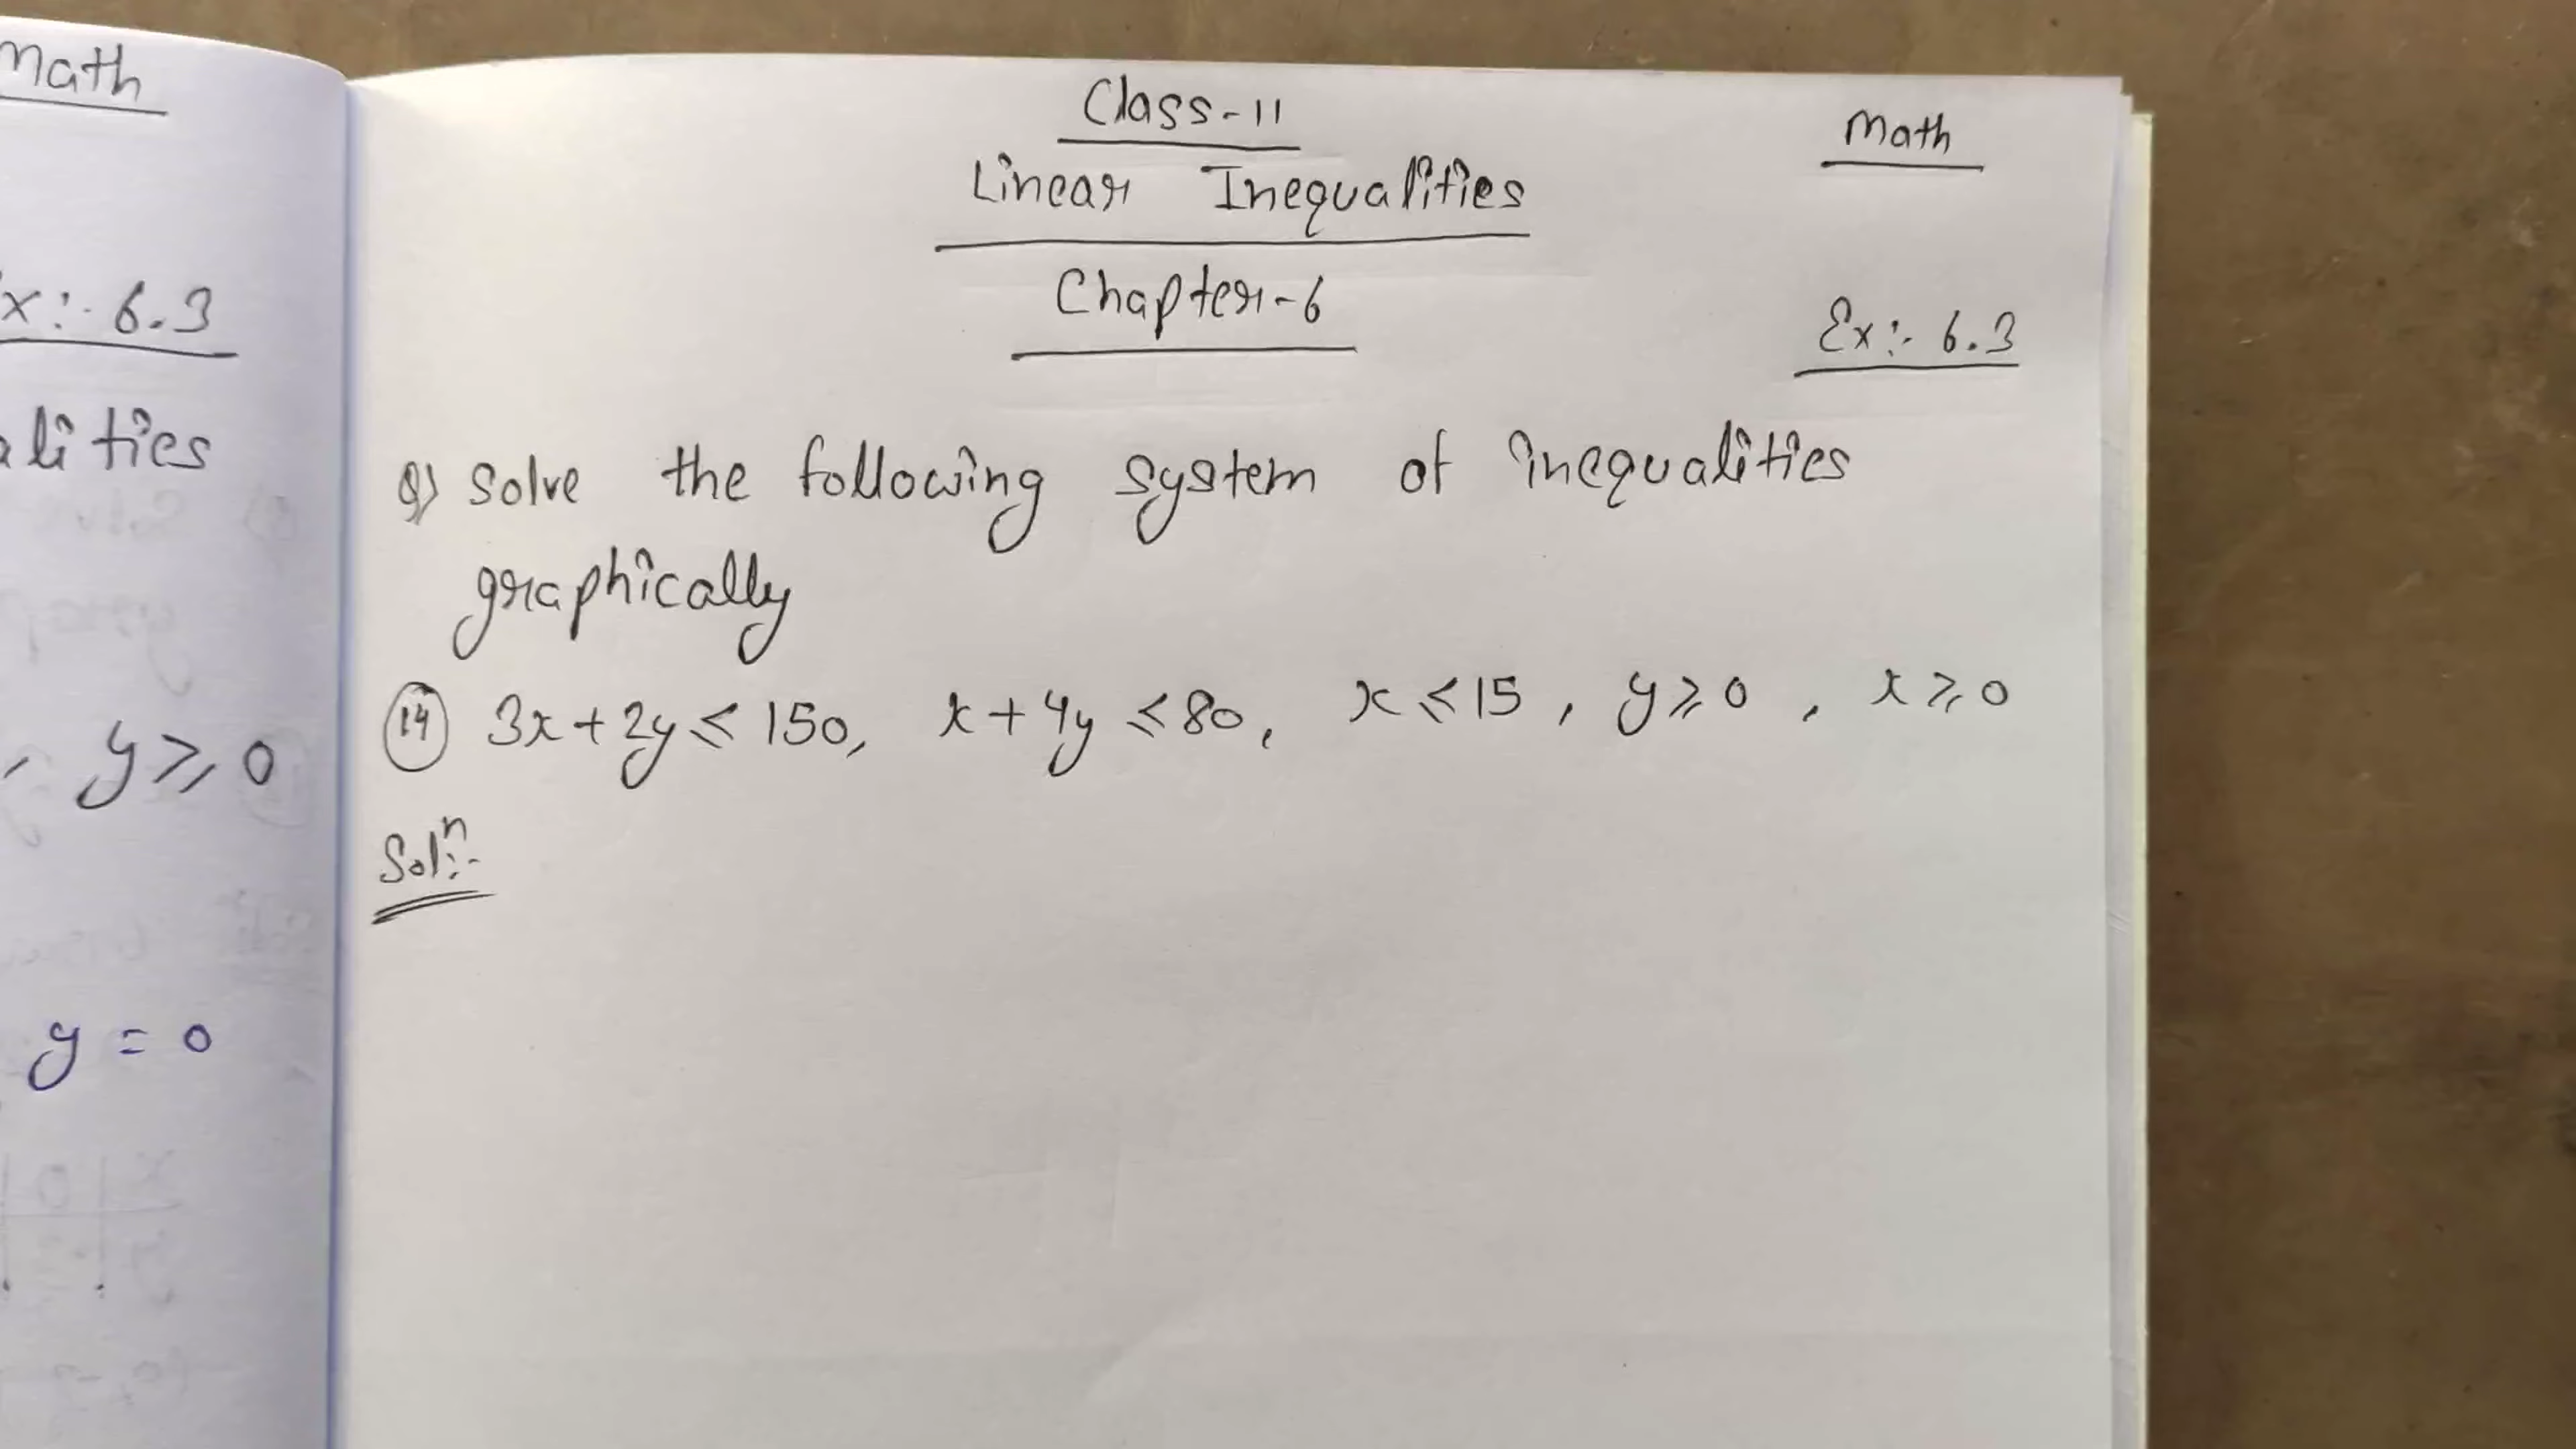 Math
x:- 6.3
alities
, y ⩾ 0
y = 0
Class-11
Math
Linear Inequalities
Chapter-6
Ex:- 6.3
Q) Solve the following system of inequalities
graphically
(14) 3x+2y ⩽ 150, x+4y ⩽ 80, x ⩽ 15, y ⩾ 0, x ⩾ 0
Solⁿ:-